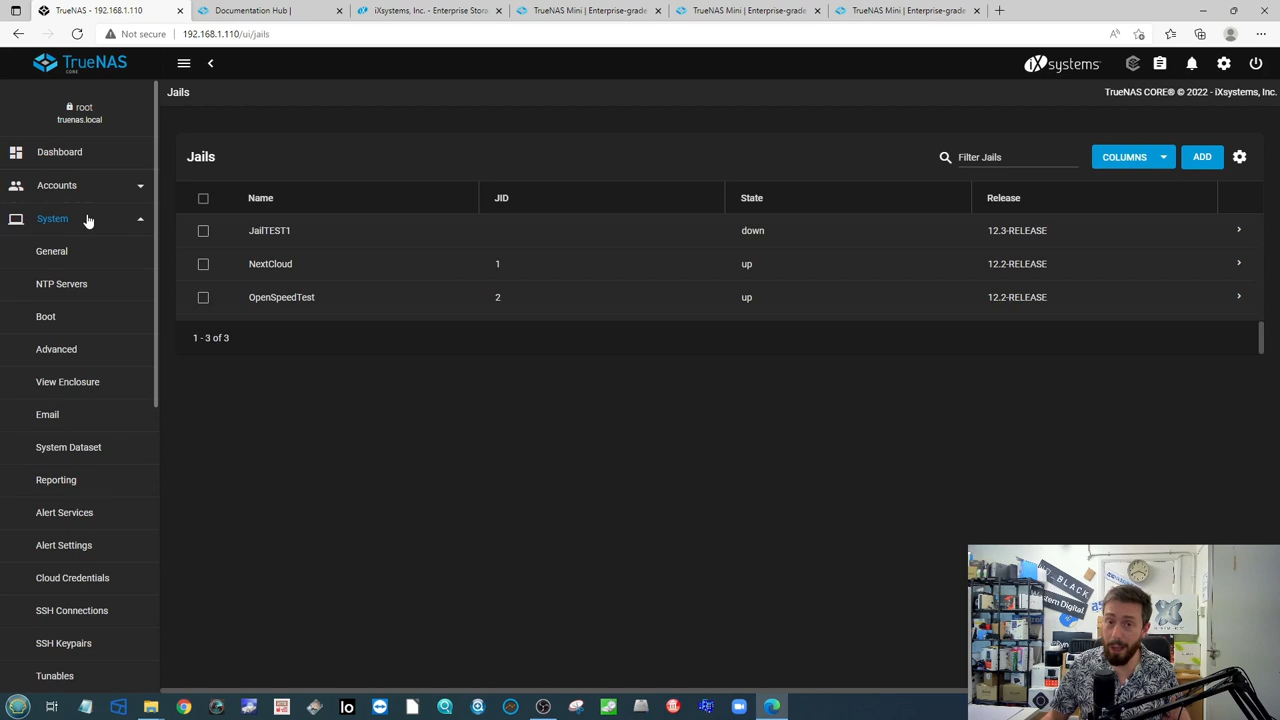 TrueNAS - 192.168.1.110
Documentation Hub |
iXsystems, Inc. - Enterprise Stora
TrueNas Mini | Enterprise-grade
TrueNas Mini | Enterprise-grade
TrueNas Mini | Enterprise-grade
Not secure
192.168.1.110/ui/jails
TrueNAS
CORE
iXsystems
root
truenas.local
Jails
TrueNAS CORE® © 2022 - iXsystems, Inc.
Dashboard
Accounts
System
General
NTP Servers
Boot
Advanced
View Enclosure
Email
System Dataset
Reporting
Alert Services
Alert Settings
Cloud Credentials
SSH Connections
SSH Keypairs
Tunables
Jails
Filter Jails
COLUMNS
ADD
Name JID State Release
JailTEST1 down 12.3-RELEASE
NextCloud 1 up 12.2-RELEASE
OpenSpeedTest 2 up 12.2-RELEASE
1 - 3 of 3
BLACK
Western Digital